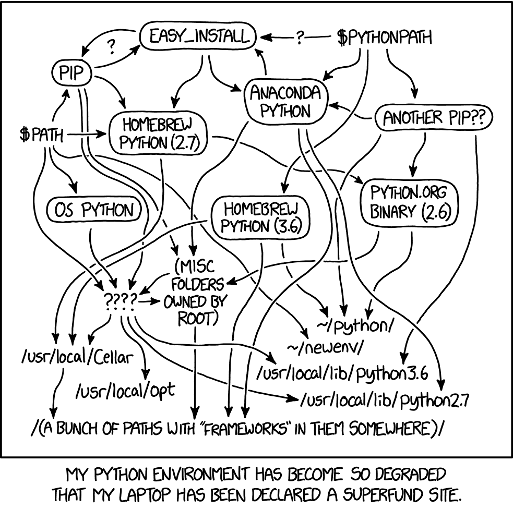 EASY_INSTALL
?
?
$PYTHONPATH
PIP
ANACONDA
PYTHON
ANOTHER PIP??
HOMEBREW
PYTHON (2.7)
$PATH
OS PYTHON
HOMEBREW
PYTHON (3.6)
PYTHON.ORG
BINARY (2.6)
(MISC
FOLDERS
OWNED BY
ROOT)
????
~/python/
~/newenv/
/usr/local/Cellar
/usr/local/lib/python3.6
/usr/local/opt
/usr/local/lib/python2.7
/(A BUNCH OF PATHS WITH "FRAMEWORKS" IN THEM SOMEWHERE)/
MY PYTHON ENVIRONMENT HAS BECOME SO DEGRADED
THAT MY LAPTOP HAS BEEN DECLARED A SUPERFUND SITE.